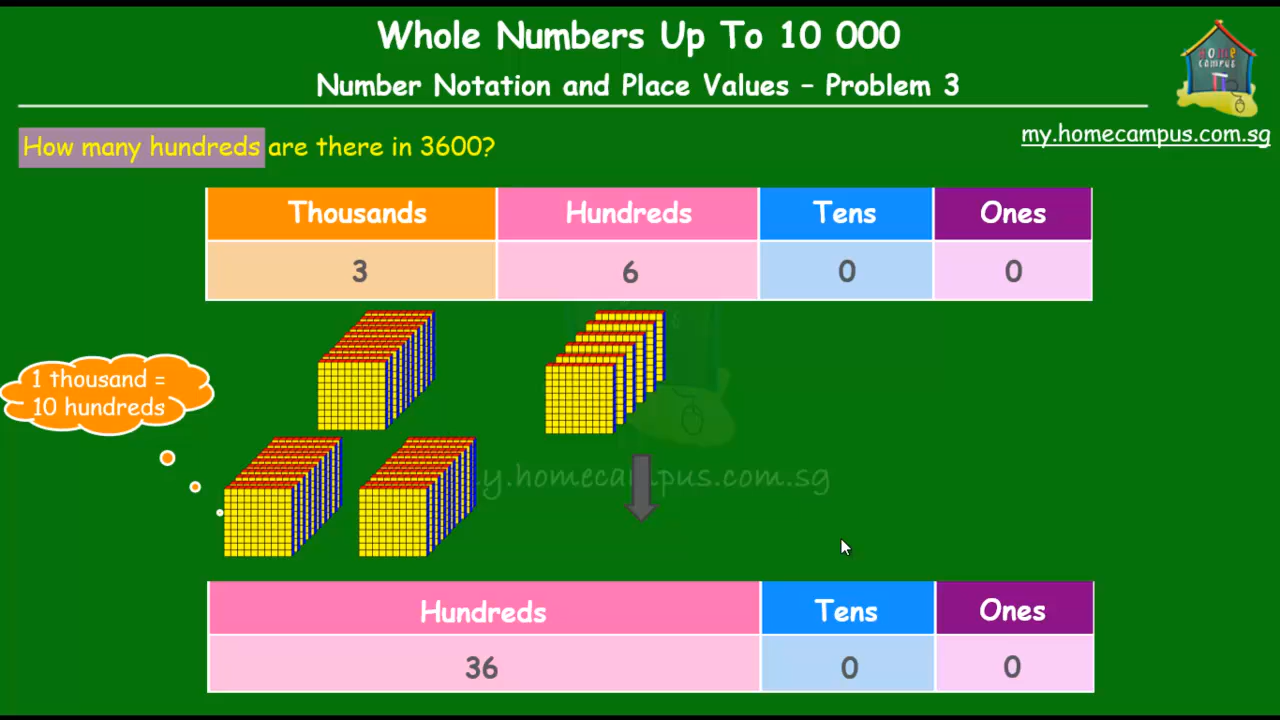 Whole Numbers Up To 10 000
Number Notation and Place Values – Problem 3
home
campus
my.homecampus.com.sg
How many hundreds are there in 3600?
Thousands Hundreds Tens Ones
3 6 0 0
1 thousand =
10 hundreds
y.homecampus.com.sg
Hundreds Tens Ones
36 0 0